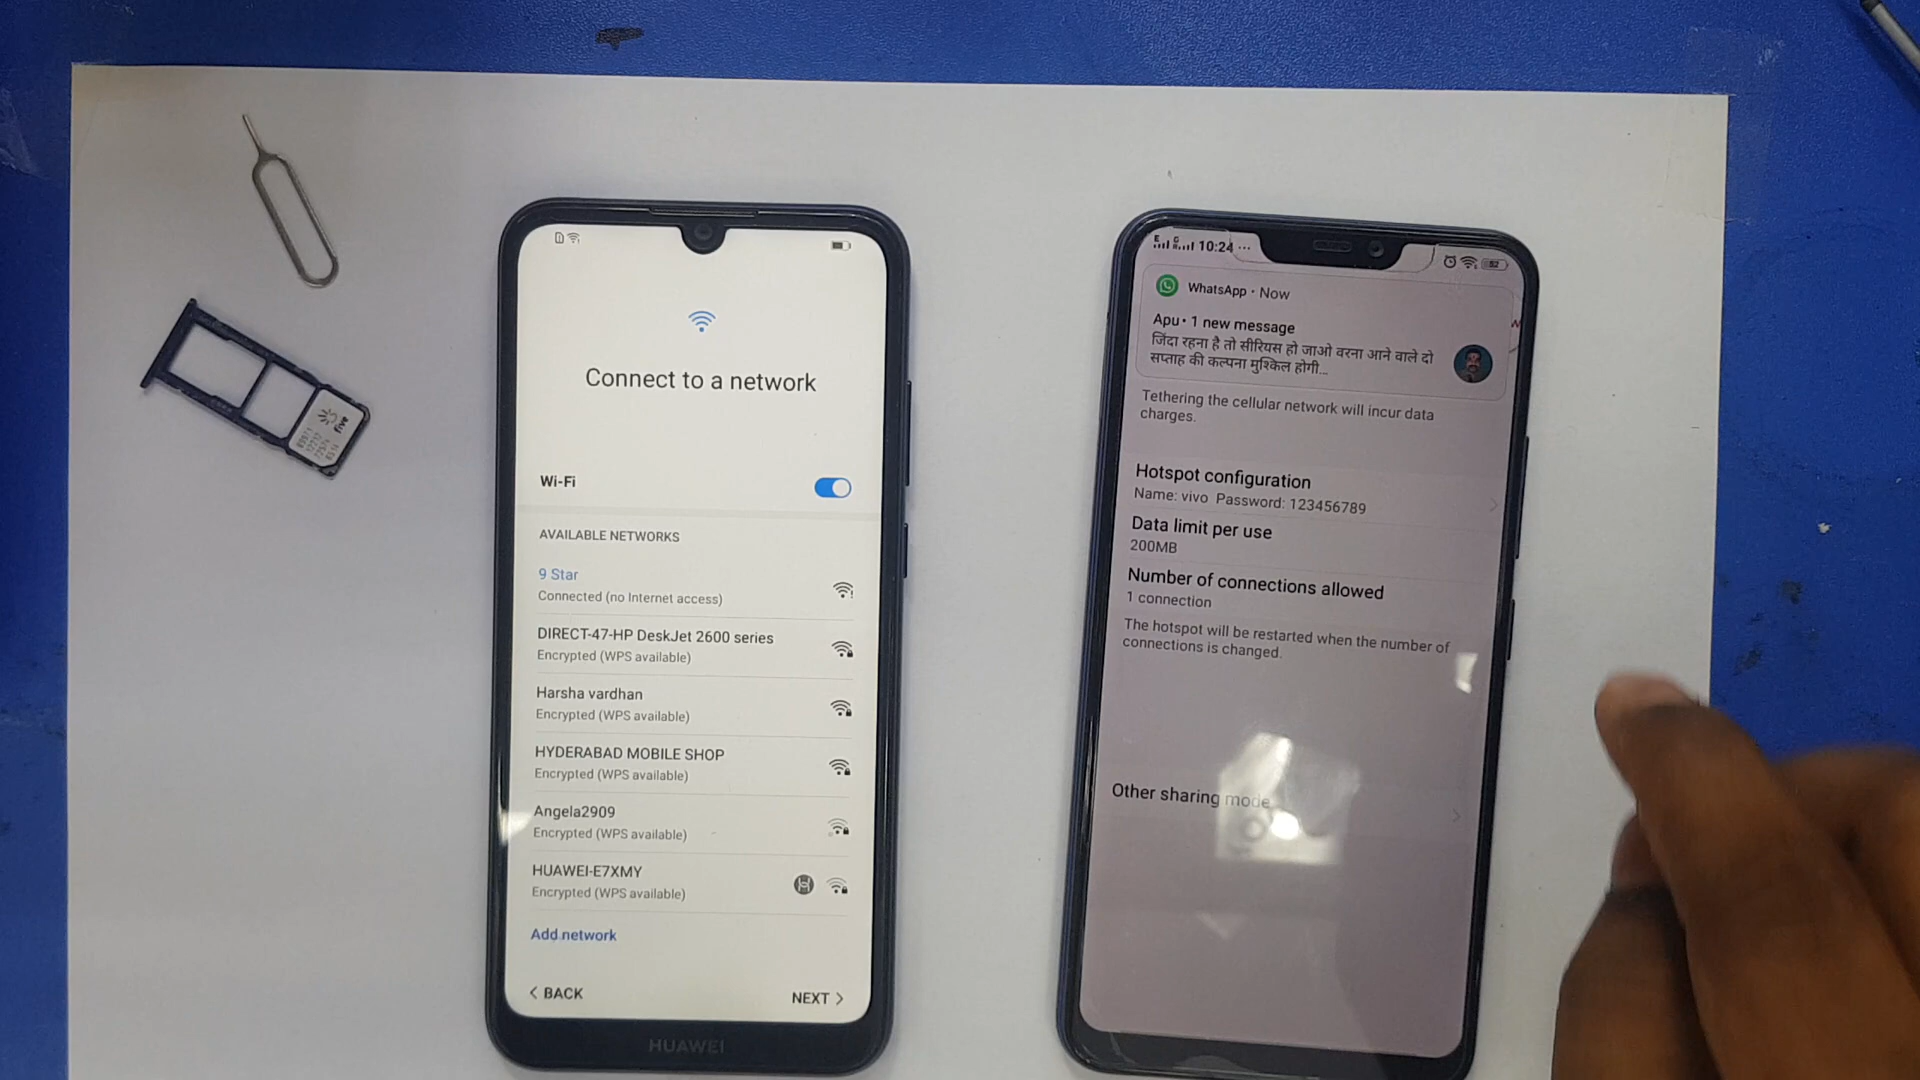 five
Connect to a network
Wi-Fi
AVAILABLE NETWORKS
9 Star
Connected (no Internet access)
DIRECT-47-HP DeskJet 2600 series
Encrypted (WPS available)
Harsha vardhan
Encrypted (WPS available)
HYDERABAD MOBILE SHOP
Encrypted (WPS available)
Angela2909
Encrypted (WPS available)
HUAWEI-E7XMY
Encrypted (WPS available)
Add network
< BACK
NEXT >
HUAWEI
10:24 ···
52
WhatsApp · Now
Apu · 1 new message
जिंदा रहना है तो सीरियस हो जाओ वरना आने वाले दो
सप्ताह की कल्पना मुश्किल होगी...
Tethering the cellular network will incur data
charges.
Hotspot configuration
Name: vivo Password: 123456789
Data limit per use
200MB
Number of connections allowed
1 connection
The hotspot will be restarted when the number of
connections is changed.
Other sharing mode